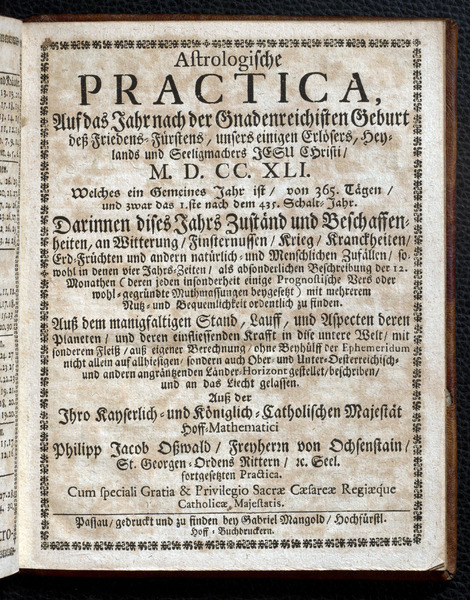 Astrologische
PRACTICA,
Auf das Jahr nach der Gnadenreichisten Geburt
deß Friedens-Fürstens / unsers einigen Erlösers, Hey-
lands und Seeligmachers JESU CHristi /
M. D. CC. XLI.
Welches ein Gemeines Jahr ist / von 365. Tägen /
und zwar das 1.ste nach dem 435. Schalt-Jahr.
Darinnen dises Jahrs Zuständ und Beschaffen-
heiten, an Witterung / Finsternussen / Krieg / Kranckheiten /
Erd-Früchten und andern natürlich- und Menschlichen Zufällen / so-
wohl in denen vier Jahrs-Zeiten / als absonderlichen Beschreibung der 12.
Monathen (deren jeden insonderheit einige Prognostische Vers oder
wohl-gegründte Muthmassungen beygesetzt) mit mehrerem
Nutz- und Bequemlichkeit ordentlich zu finden.
Auß dem manigfaltigen Stand, Lauff, und Aspecten deren
Planeten / und deren einfliessenden Krafft in dise untere Welt / mit
sonderem Fleiß / auß eigener Berechnung / ohne Beyhülff der Ephemeridum
nicht allein auf allhiesigen / sondern auch Ober- und Unter-Oesterreichisch-
und andern angräntzenden Länder-Horizont gestellet / beschriben /
und an das Liecht gelassen.
Auß der
Ihro Kayserlich- und Königlich-Catholischen Majestät
Hoff-Mathematici
Philipp Jacob Oßwald / Freyherrn von Ochsenstain /
St. Georgen-Ordens Rittern / ꝛc. Seel.
fortgesetzten Practica.
Cum speciali Gratia & Privilegio Sacræ Cæsareæ Regiæque
Catholicæ Majestatis.
Passau / gedruckt und zu finden bey Gabriel Mangold / Hochfürstl.
Hoff-Buchdruckern.